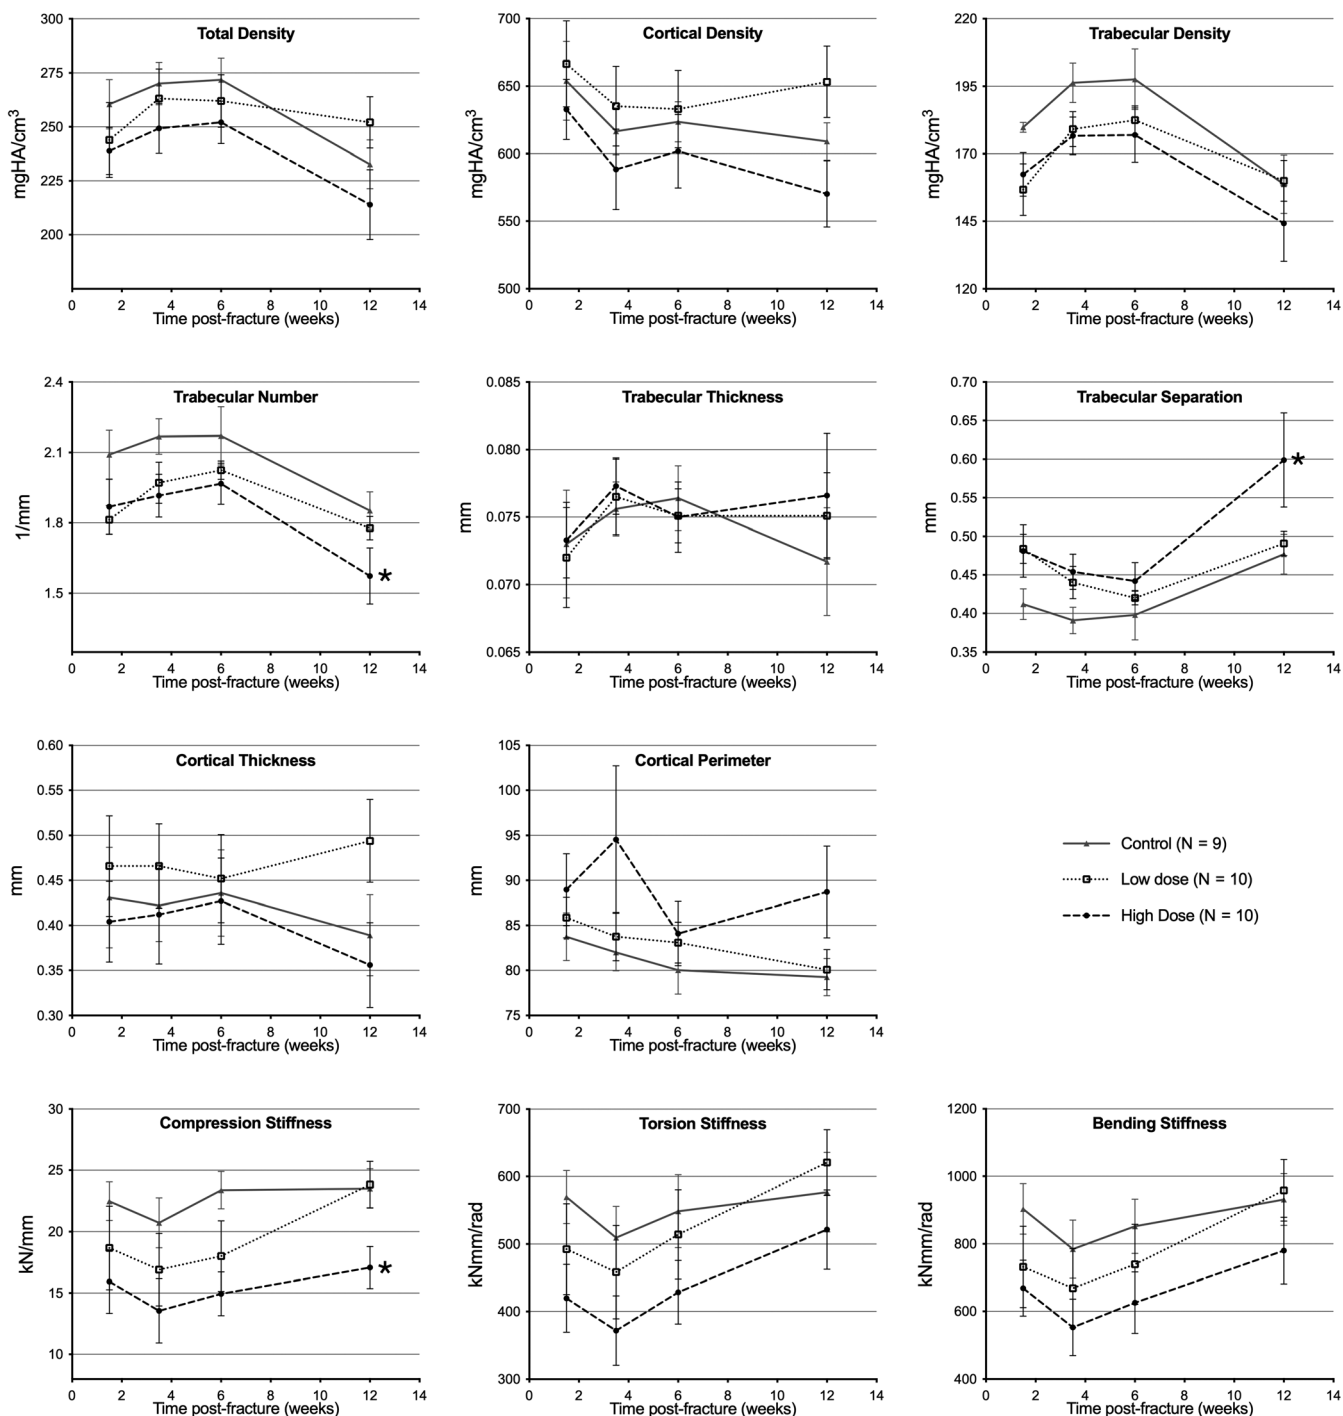 Total Density
300
275
250
225
200
mgHA/cm³
0 2 4 6 8 10 12 14
Time post-fracture (weeks)
Cortical Density
700
650
600
550
500
mgHA/cm³
0 2 4 6 8 10 12 14
Time post-fracture (weeks)
Trabecular Density
220
195
170
145
120
mgHA/cm³
0 2 4 6 8 10 12 14
Time post-fracture (weeks)
Trabecular Number
2.4
2.1
1.8
1.5
1/mm
*
0 2 4 6 8 10 12 14
Time post-fracture (weeks)
Trabecular Thickness
0.085
0.080
0.075
0.070
0.065
mm
0 2 4 6 8 10 12 14
Time post-fracture (weeks)
Trabecular Separation
0.70
0.65
0.60
0.55
0.50
0.45
0.40
0.35
mm
*
0 2 4 6 8 10 12 14
Time post-fracture (weeks)
Cortical Thickness
0.60
0.55
0.50
0.45
0.40
0.35
0.30
mm
0 2 4 6 8 10 12 14
Time post-fracture (weeks)
Cortical Perimeter
105
100
95
90
85
80
75
mm
0 2 4 6 8 10 12 14
Time post-fracture (weeks)
Control (N = 9)
Low dose (N = 10)
High Dose (N = 10)
Compression Stiffness
30
25
20
15
10
kN/mm
*
0 2 4 6 8 10 12 14
Time post-fracture (weeks)
Torsion Stiffness
700
600
500
400
300
kNmm/rad
0 2 4 6 8 10 12 14
Time post-fracture (weeks)
Bending Stiffness
1200
1000
800
600
400
kNmm/rad
0 2 4 6 8 10 12 14
Time post-fracture (weeks)